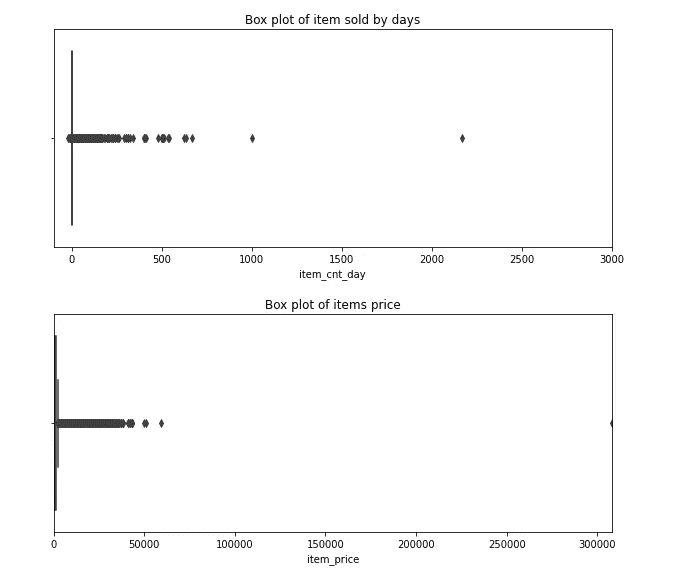 Box plot of item sold by days
0 500 1000 1500 2000 2500 3000
item_cnt_day
Box plot of items price
0 50000 100000 150000 200000 250000 300000
item_price